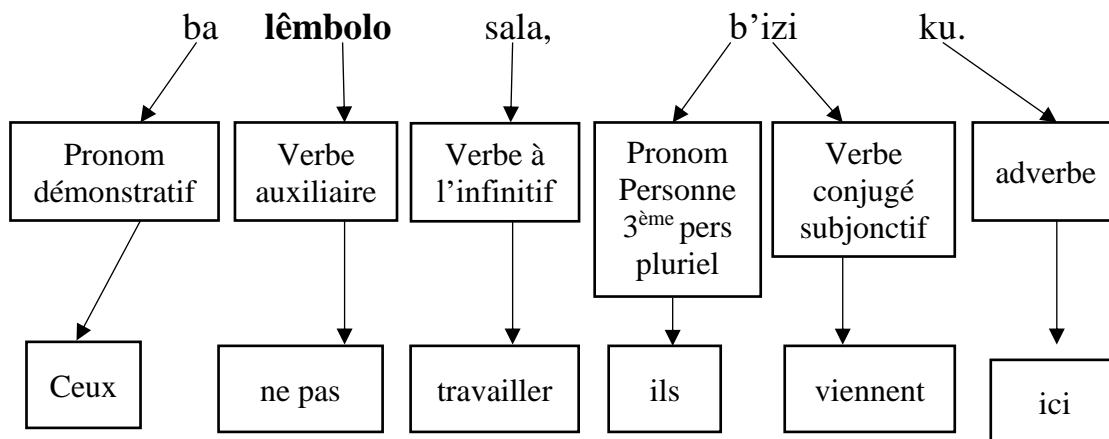 ba lêmbolo sala, b’izi ku.
Pronom
démonstratif
Verbe
auxiliaire
Verbe à
l’infinitif
Pronom
Personne
3ème pers
pluriel
Verbe
conjugé
subjonctif
adverbe
Ceux
ne pas
travailler
ils
viennent
ici